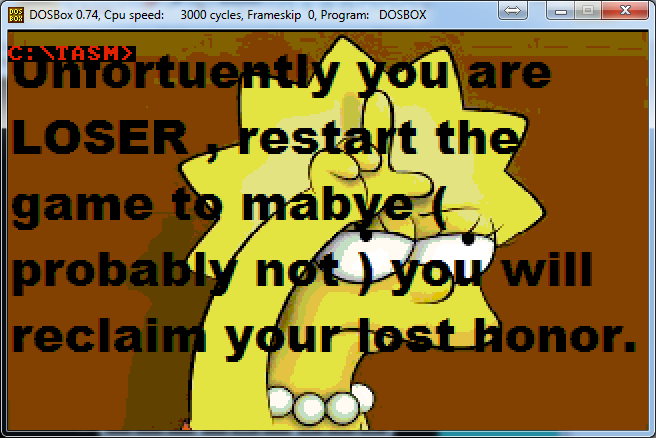 DOSBox 0.74, Cpu speed: 3000 cycles, Frameskip 0, Program: DOSBOX
C:\TASM>
Unfortuently you are
LOSER , restart the
game to mabye (
probably not ) you will
reclaim your lost honor.